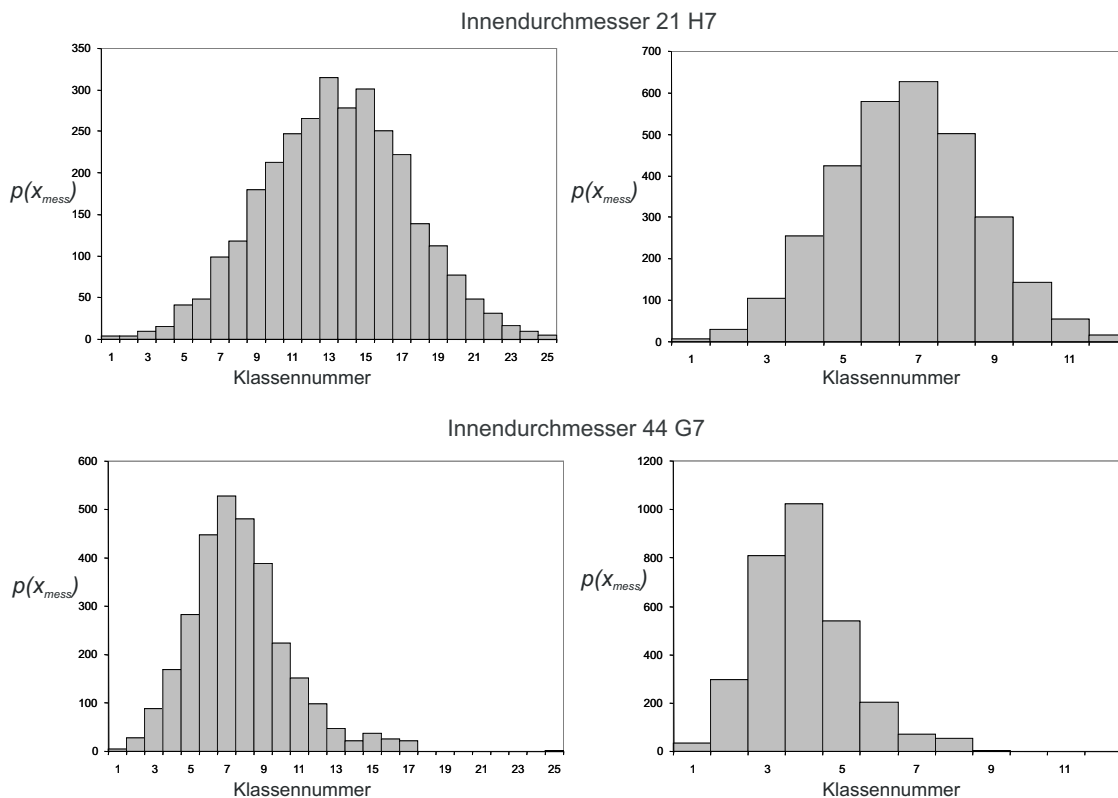 Innendurchmesser 21 H7
350
300
250
200
150
100
50
0
p(x_mess)
1 3 5 7 9 11 13 15 17 19 21 23 25
Klassennummer
700
600
500
400
300
200
100
0
p(x_mess)
1 3 5 7 9 11
Klassennummer
Innendurchmesser 44 G7
600
500
400
300
200
100
0
p(x_mess)
1 3 5 7 9 11 13 15 17 19 21 23 25
Klassennummer
1200
1000
800
600
400
200
0
p(x_mess)
1 3 5 7 9 11
Klassennummer